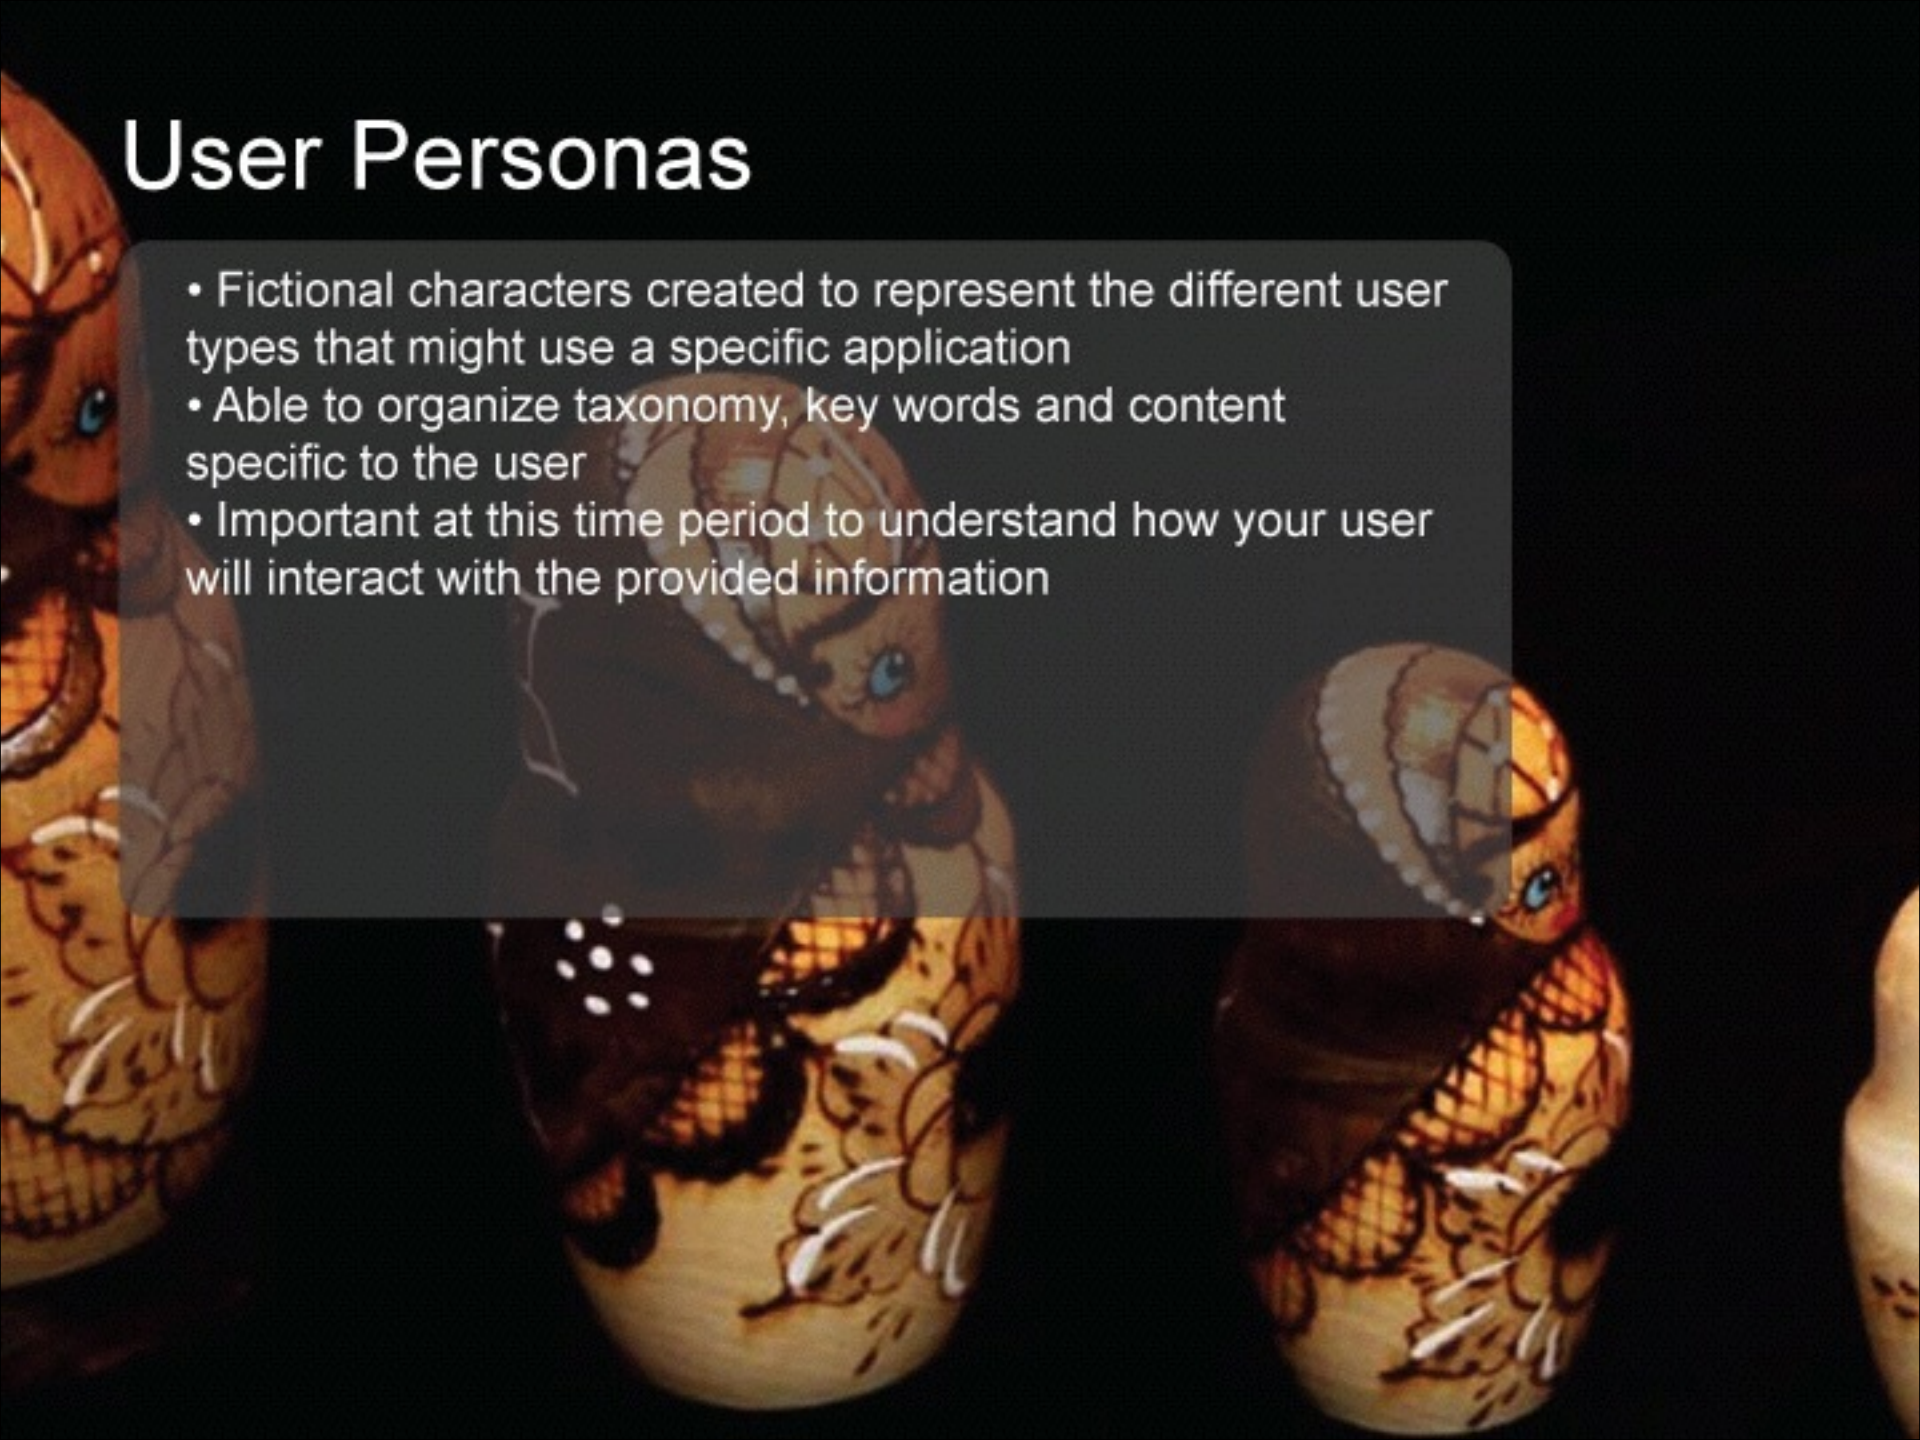 User Personas
• Fictional characters created to represent the different user
types that might use a specific application
• Able to organize taxonomy, key words and content
specific to the user
• Important at this time period to understand how your user
will interact with the provided information